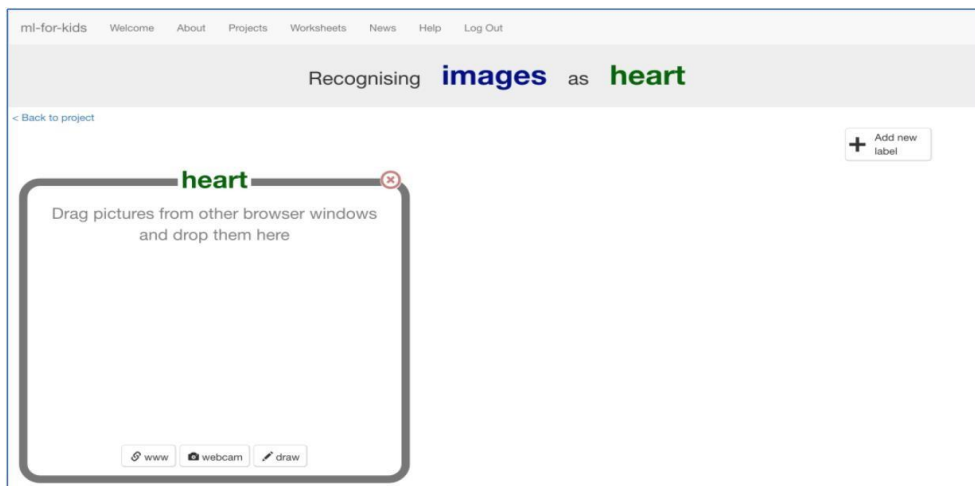 ml-for-kids Welcome About Projects Worksheets News Help Log Out
Recognising images as heart
< Back to project
Add new
label
heart
Drag pictures from other browser windows
and drop them here
www webcam draw